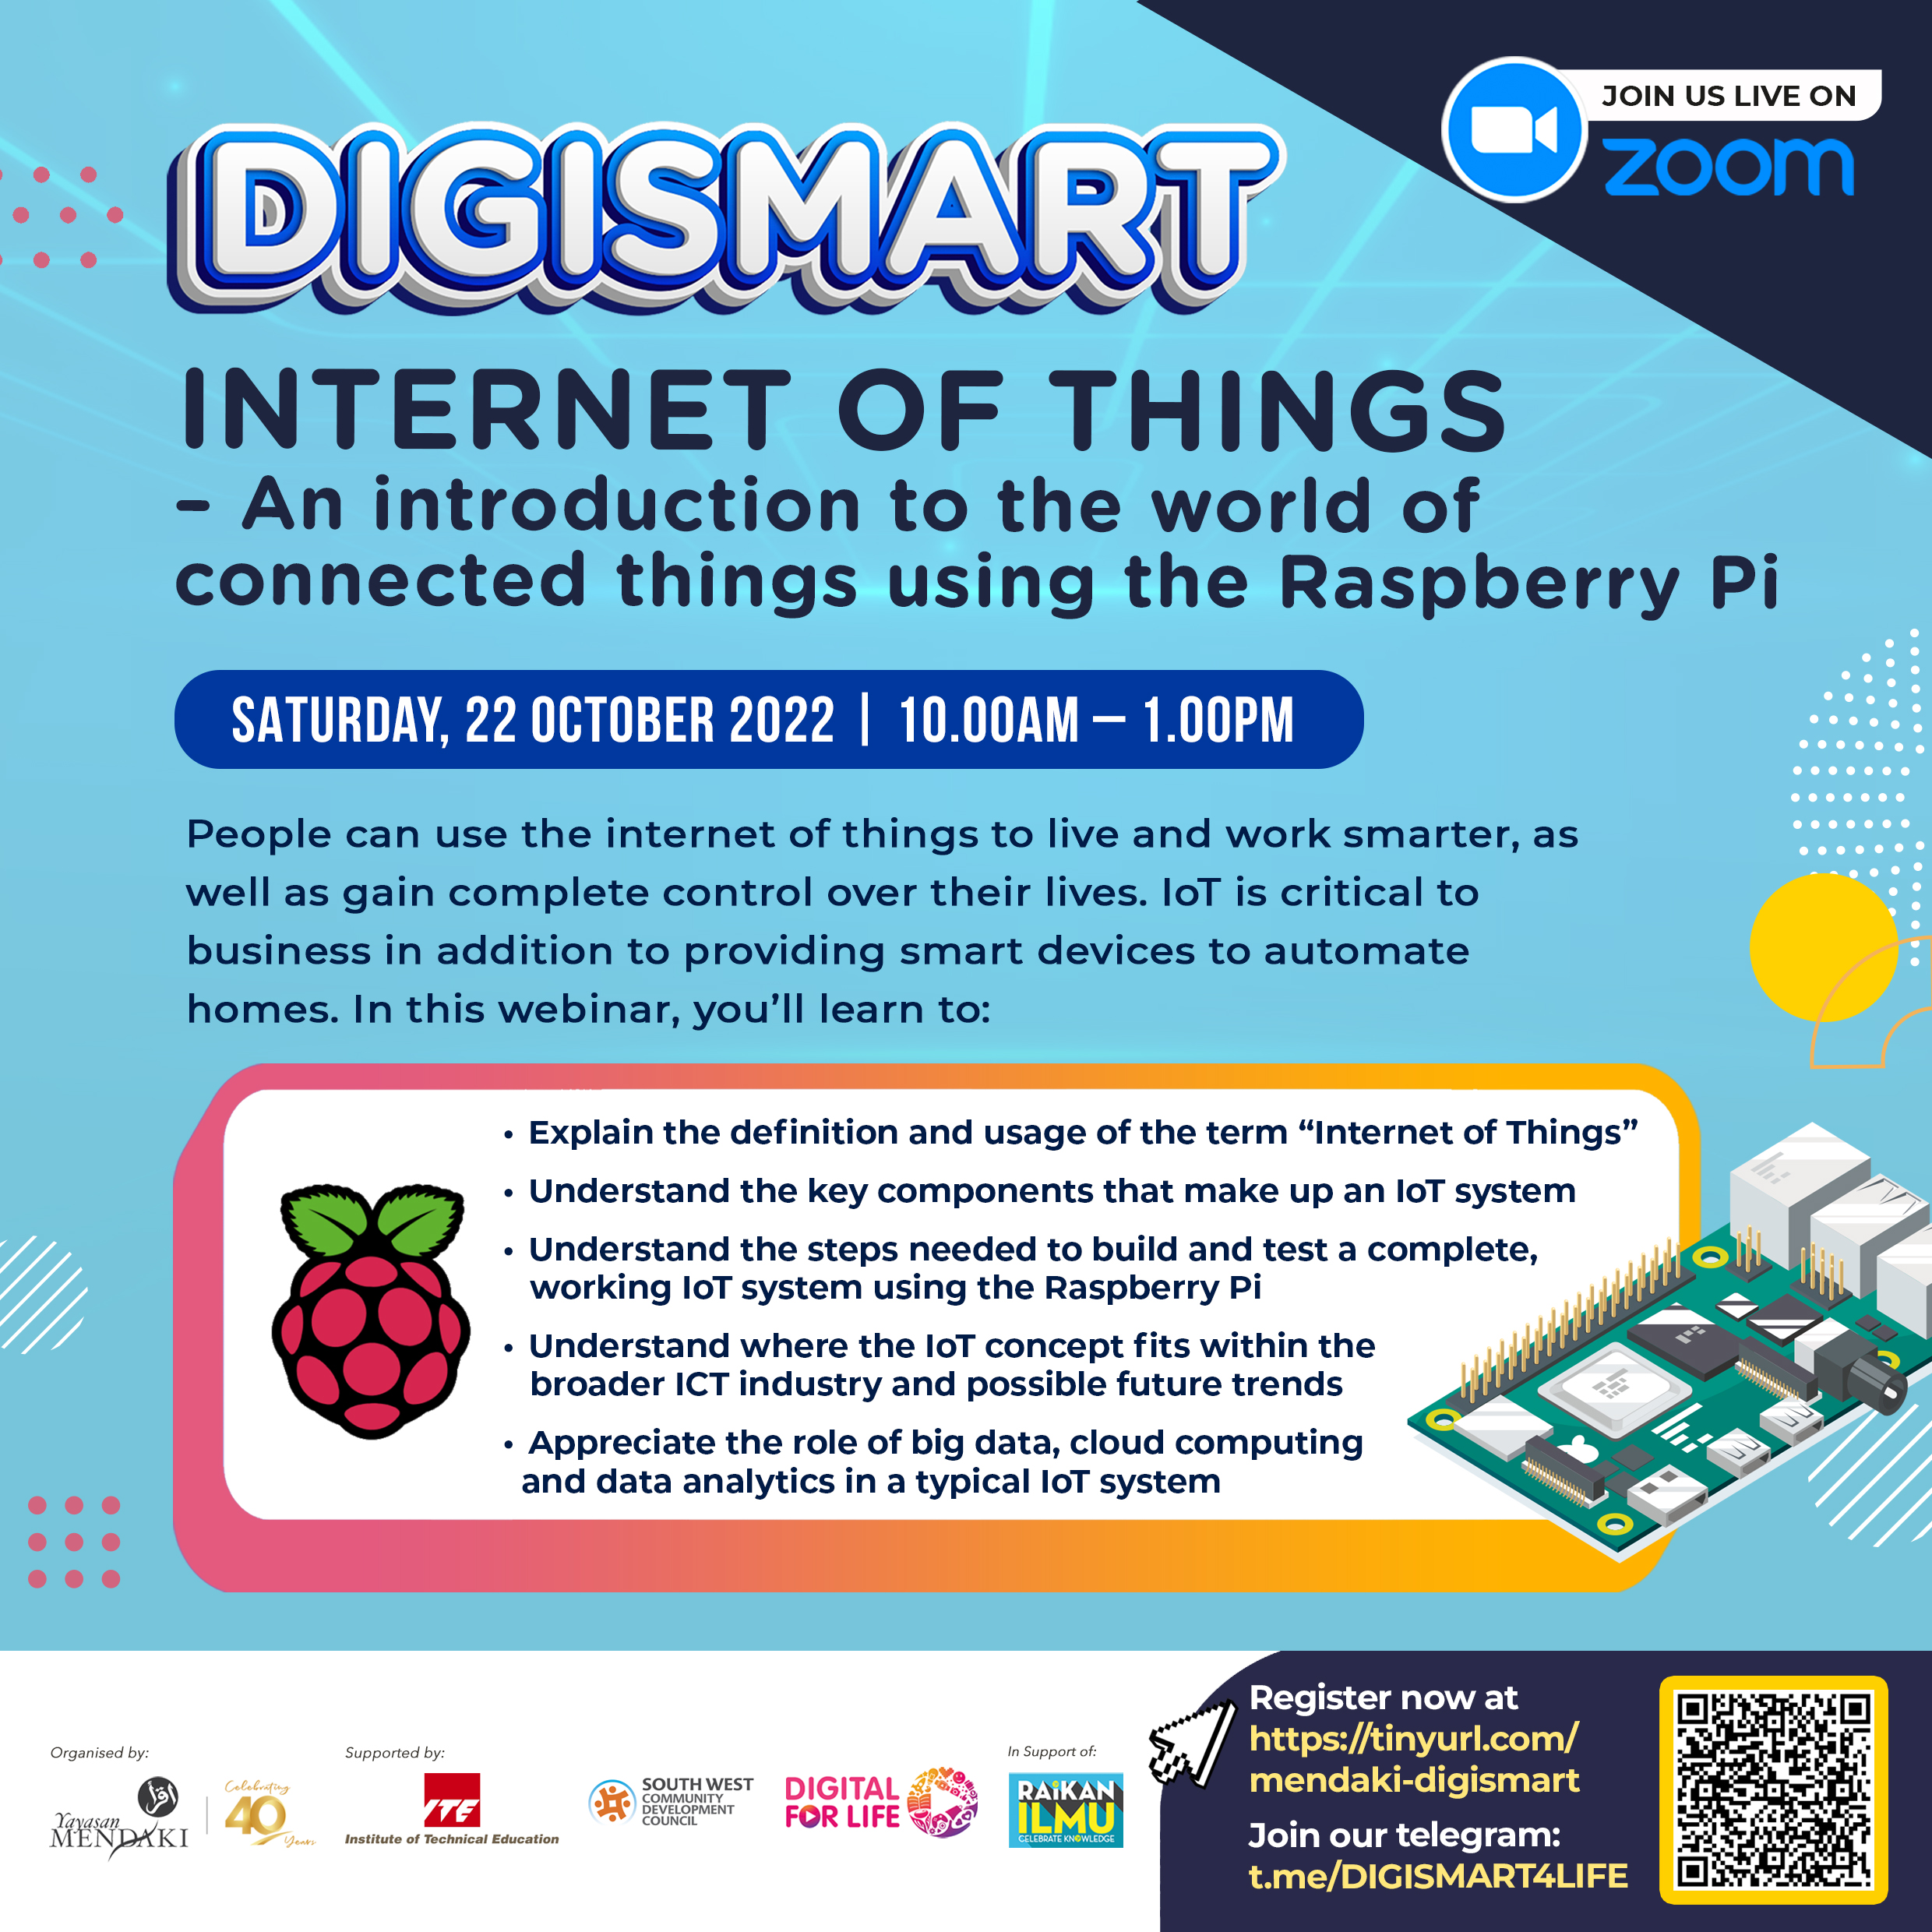 JOIN US LIVE ON
zoom
DIGISMART
INTERNET OF THINGS
– An introduction to the world of
connected things using the Raspberry Pi
SATURDAY, 22 OCTOBER 2022 | 10.00AM – 1.00PM
People can use the internet of things to live and work smarter, as
well as gain complete control over their lives. IoT is critical to
business in addition to providing smart devices to automate
homes. In this webinar, you’ll learn to:
• Explain the definition and usage of the term “Internet of Things”
• Understand the key components that make up an IoT system
• Understand the steps needed to build and test a complete,
working IoT system using the Raspberry Pi
• Understand where the IoT concept fits within the
broader ICT industry and possible future trends
• Appreciate the role of big data, cloud computing
and data analytics in a typical IoT system
Organised by:
Yayasan
MENDAKI
Celebrating
40
Years
Supported by:
ITE
Institute of Technical Education
SOUTH WEST
COMMUNITY
DEVELOPMENT
COUNCIL
DIGITAL
FOR LIFE
In Support of:
RAiKAN
ILMU
CELEBRATE KNOWLEDGE
Register now at
https://tinyurl.com/
mendaki-digismart
Join our telegram:
t.me/DIGISMART4LIFE